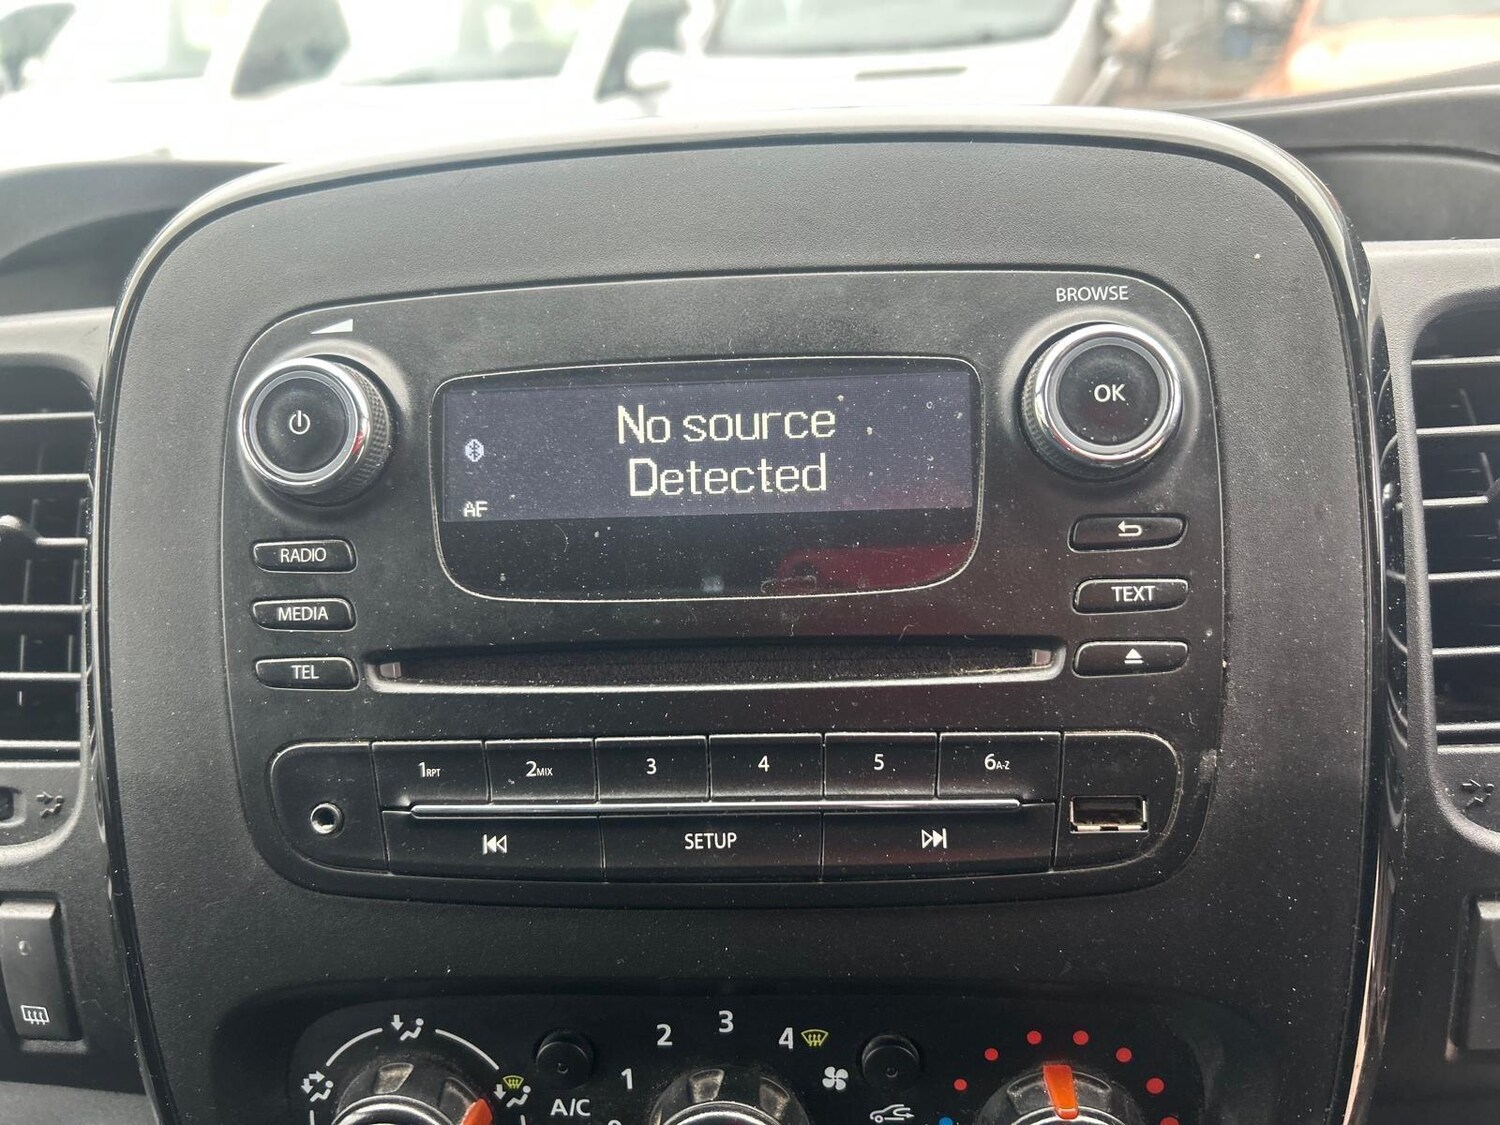 BROWSE
OK
No source
Detected
AF
RADIO
MEDIA
TEL
TEXT
1RPT
2MIX
3
4
5
6A-Z
SETUP
1
2
3
4
A/C